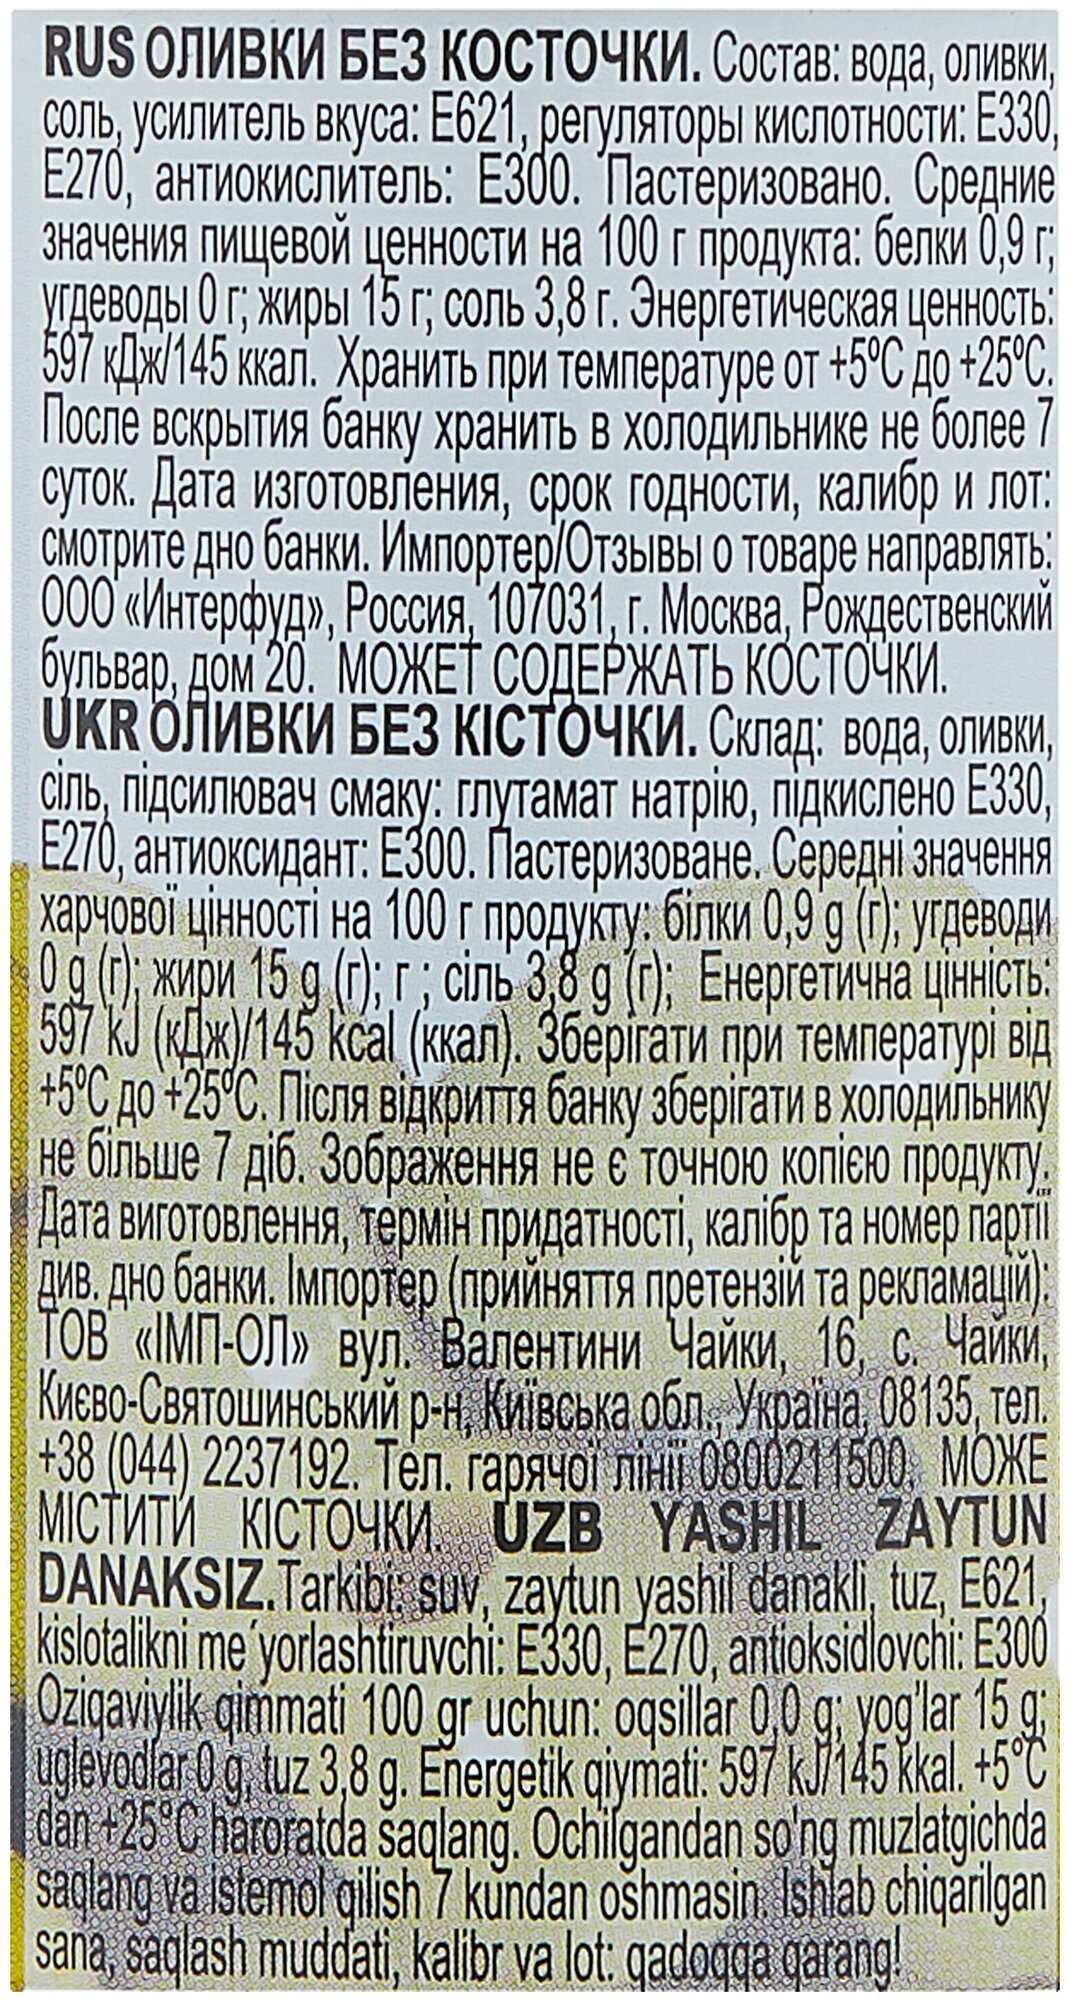 RUS ОЛИВКИ БЕЗ КОСТОЧКИ. Состав: вода, оливки,
соль, усилитель вкуса: Е621, регуляторы кислотности: Е330,
Е270, антиокислитель: Е300. Пастеризовано. Средние
значения пищевой ценности на 100 г продукта: белки 0,9 г;
угдеводы 0 г; жиры 15 г; соль 3,8 г. Энергетическая ценность:
597 кДж/145 ккал. Хранить при температуре от +5ºС до +25ºС.
После вскрытия банку хранить в холодильнике не более 7
суток. Дата изготовления, срок годности, калибр и лот:
смотрите дно банки. Импортер/Отзывы о товаре направлять:
ООО «Интерфуд», Россия, 107031, г. Москва, Рождественский
бульвар, дом 20. МОЖЕТ СОДЕРЖАТЬ КОСТОЧКИ.
UKR ОЛИВКИ БЕЗ КІСТОЧКИ. Склад: вода, оливки,
сіль, підсилювач смаку: глутамат натрію, підкислено Е330,
Е270, антиоксидант: Е300. Пастеризоване. Середні значення
харчової цінності на 100 г продукту: білки 0,9 g (г); угдеводи
0 g (г); жири 15 g (г); г ; сіль 3,8 g (г); Енергетична цінність:
597 kJ (кДж)/145 kcal (ккал). Зберігати при температурі від
+5ºС до +25ºС. Після відкриття банку зберігати в холодильнику
не більше 7 діб. Зображення не є точною копією продукту.
Дата виготовлення, термін придатності, калібр та номер партії
див. дно банки. Імпортер (прийняття претензій та рекламацій):
ТОВ «ІМП-ОЛ» вул. Валентини Чайки, 16, с. Чайки,
Києво-Святошинський р-н, Київська обл., Україна, 08135, тел.
+38 (044) 2237192. Тел. гарячої лінії 0800211500, МОЖЕ
МІСТИТИ КІСТОЧКИ. UZB YASHIL ZAYTUN
DANAKSIZ. Tarkibi: suv, zaytun yashil danakli, tuz, E621,
kislotalikni me´yorlashtiruvchi: E330, E270, antioksidlovchi: E300
Oziqaviylik qimmati 100 gr uchun: oqsillar 0,0 g; yog'lar 15 g;
uglevodlar 0 g, tuz 3,8 g. Energetik qiymati: 597 kJ/145 kkal. +5°C
dan +25°C haroratda saqlang. Ochilgandan so'ng muzlatgichda
saqlang va istemol qilish 7 kundan oshmasin. Ishlab chiqarilgan
sana, saqlash muddati, kalibr va lot: qadoqqa qarang!